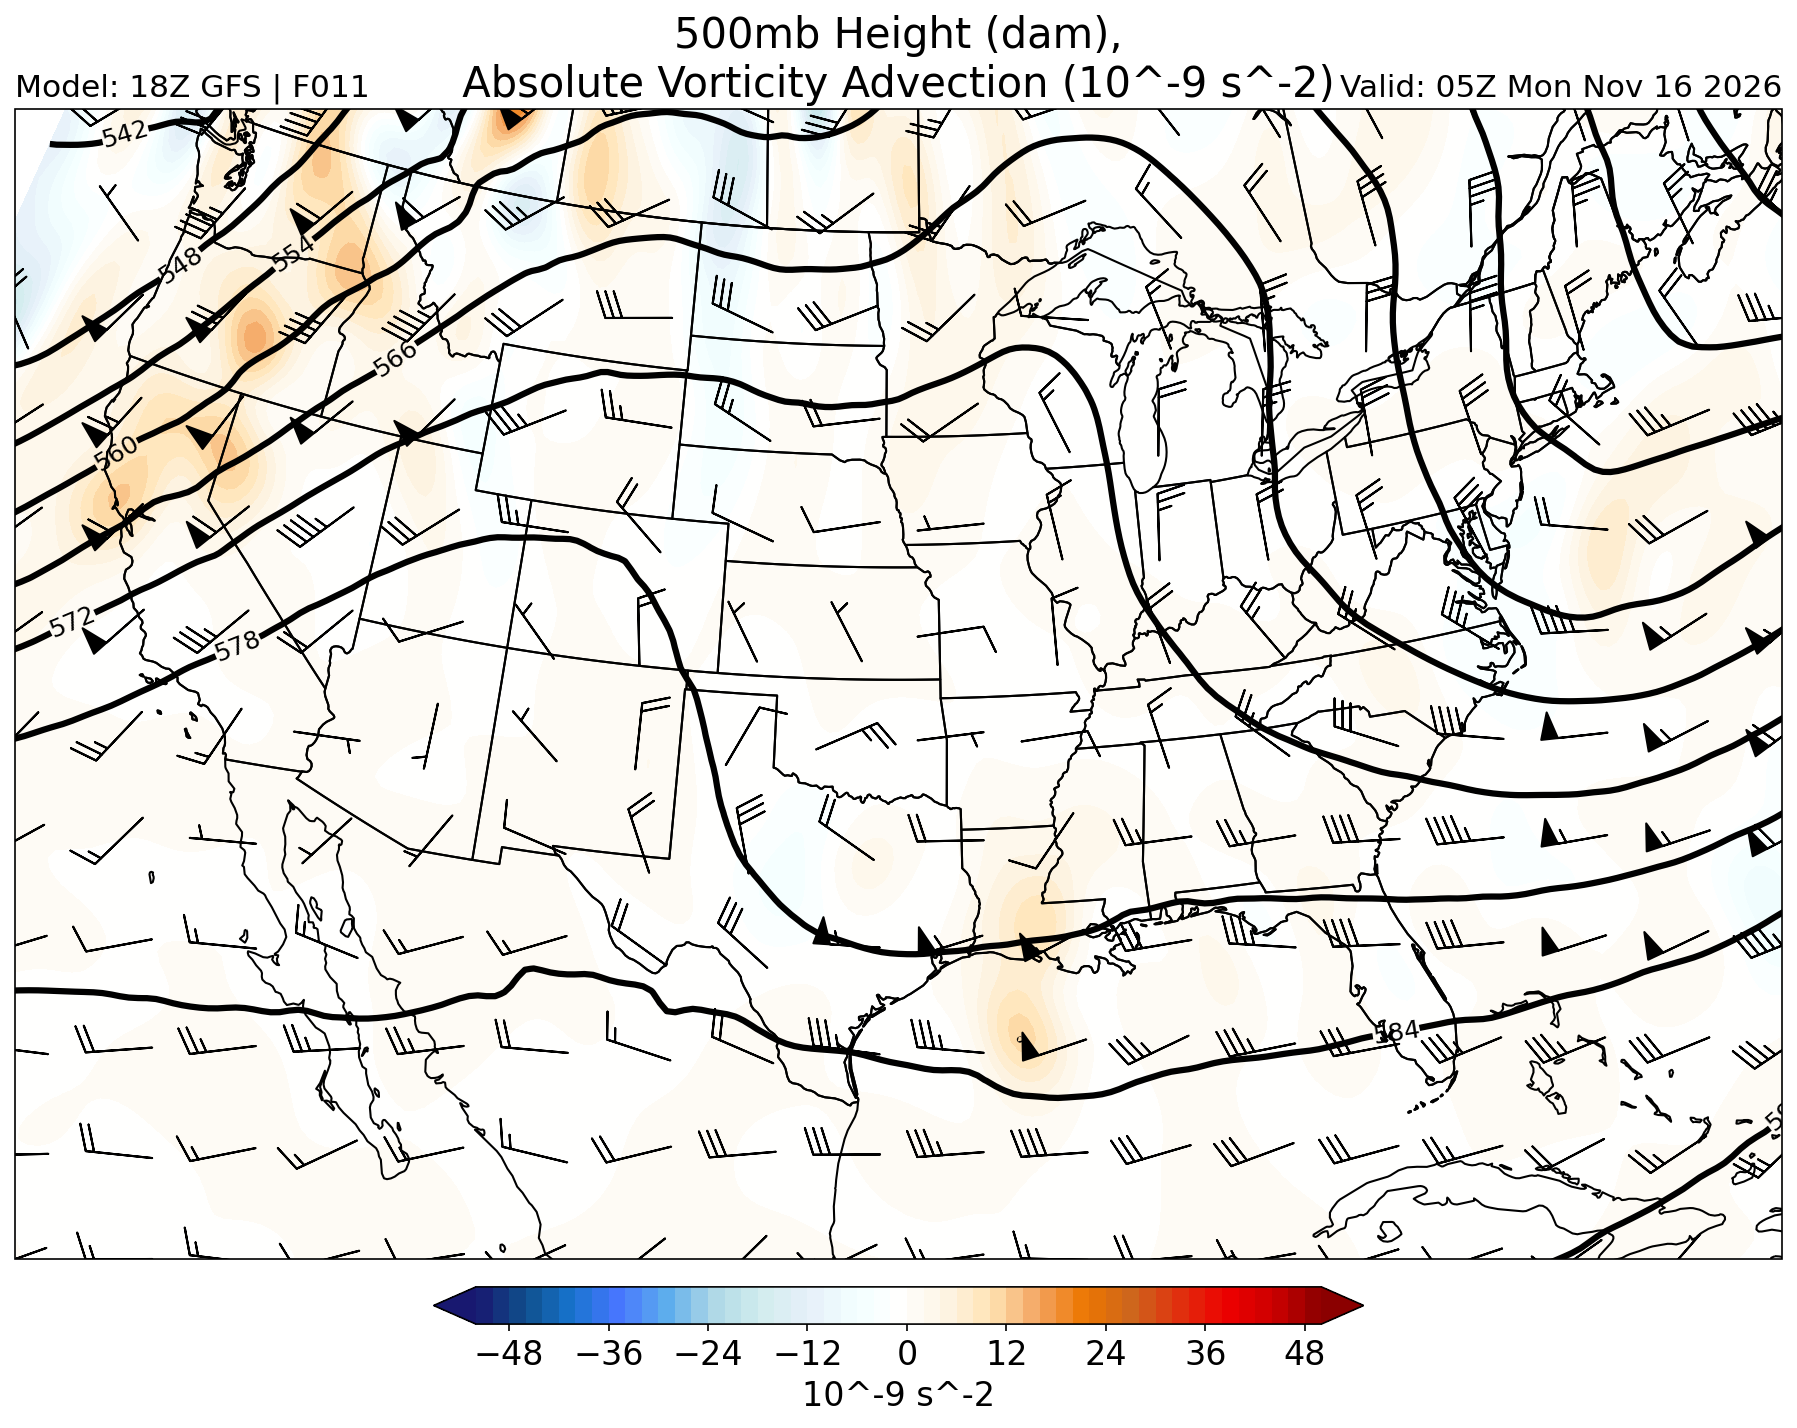 500mb Height (dam),
Absolute Vorticity Advection (10^-9 s^-2)
Model: 18Z GFS | F011
Valid: 05Z Mon Nov 16 2026
542
548
554
566
560
572
578
584
−48 −36 −24 −12 0 12 24 36 48
10^-9 s^-2